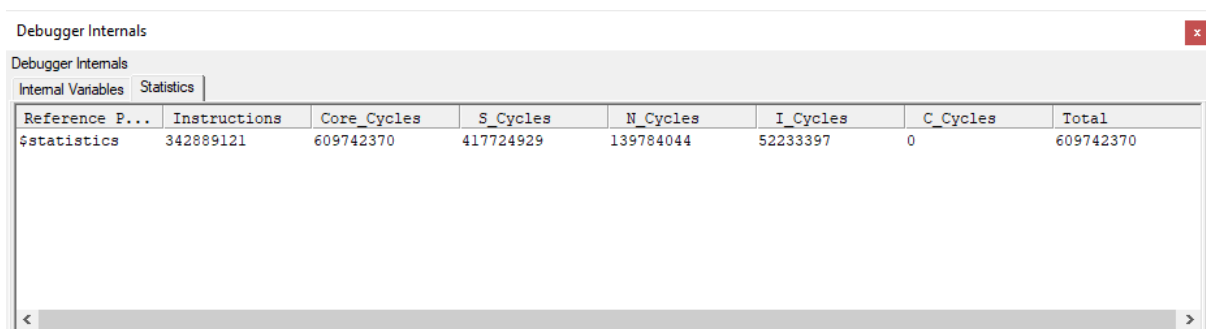 Debugger Internals
x
Debugger Internals
Internal Variables Statistics
Reference P... Instructions Core_Cycles S_Cycles N_Cycles I_Cycles C_Cycles Total
$statistics 342889121 609742370 417724929 139784044 52233397 0 609742370